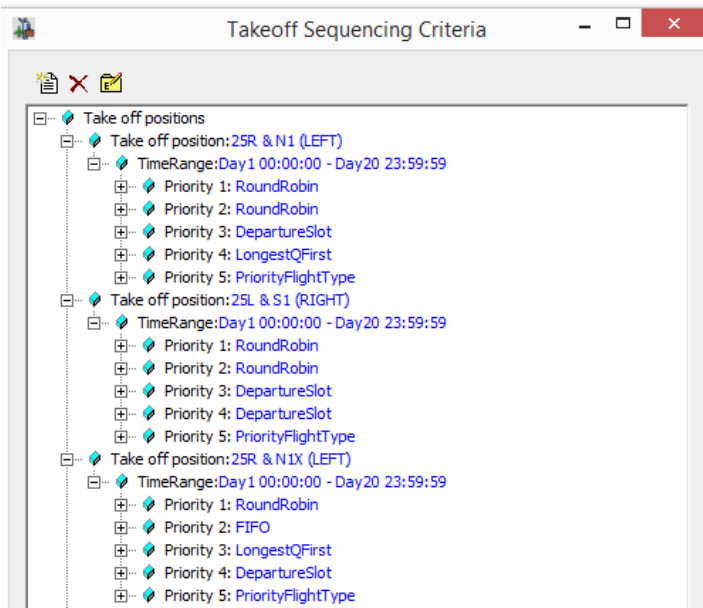 Takeoff Sequencing Criteria
Take off positions
Take off position:25R & N1 (LEFT)
TimeRange:Day1 00:00:00 - Day20 23:59:59
Priority 1: RoundRobin
Priority 2: RoundRobin
Priority 3: DepartureSlot
Priority 4: LongestQFirst
Priority 5: PriorityFlightType
Take off position:25L & S1 (RIGHT)
TimeRange:Day1 00:00:00 - Day20 23:59:59
Priority 1: RoundRobin
Priority 2: RoundRobin
Priority 3: DepartureSlot
Priority 4: DepartureSlot
Priority 5: PriorityFlightType
Take off position:25R & N1X (LEFT)
TimeRange:Day1 00:00:00 - Day20 23:59:59
Priority 1: RoundRobin
Priority 2: FIFO
Priority 3: LongestQFirst
Priority 4: DepartureSlot
Priority 5: PriorityFlightType